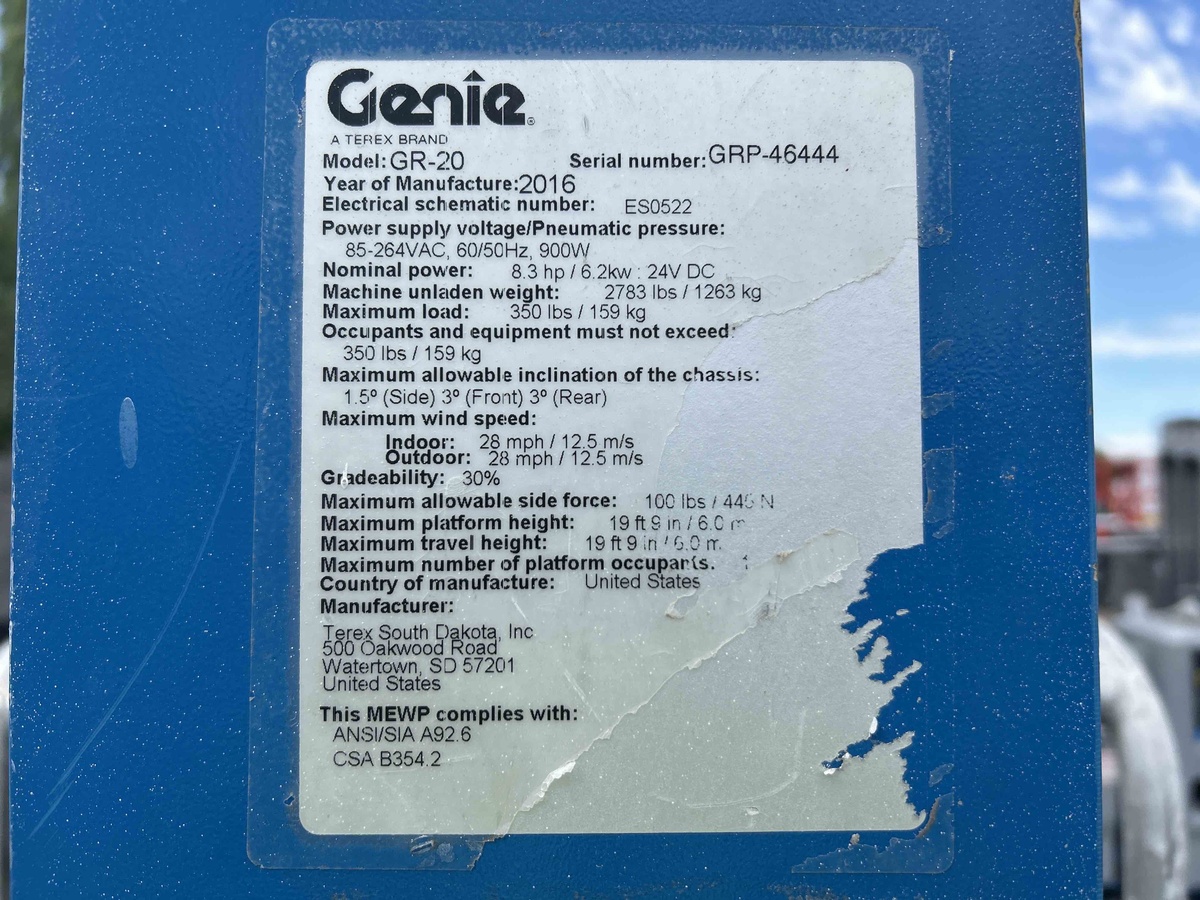 Genie®
A TEREX BRAND
Model: GR-20 Serial number: GRP-46444
Year of Manufacture: 2016
Electrical schematic number: ES0522
Power supply voltage/Pneumatic pressure:
85-264VAC, 60/50Hz, 900W
Nominal power: 8.3 hp / 6.2kw : 24V DC
Machine unladen weight: 2783 lbs / 1263 kg
Maximum load: 350 lbs / 159 kg
Occupants and equipment must not exceed:
350 lbs / 159 kg
Maximum allowable inclination of the chassis:
1.5º (Side) 3º (Front) 3º (Rear)
Maximum wind speed:
Indoor: 28 mph / 12.5 m/s
Outdoor: 28 mph / 12.5 m/s
Gradeability: 30%
Maximum allowable side force: 100 lbs / N
Maximum platform height: 19 ft 9 in / 6.0 m
Maximum travel height: 19 ft 9 in / 6.0 m
Maximum number of platform occupants:
Country of manufacture: United States
Manufacturer:
Terex South Dakota, Inc
500 Oakwood Road
Watertown, SD 57201
United States
This MEWP complies with:
ANSI/SIA A92.6
CSA B354.2